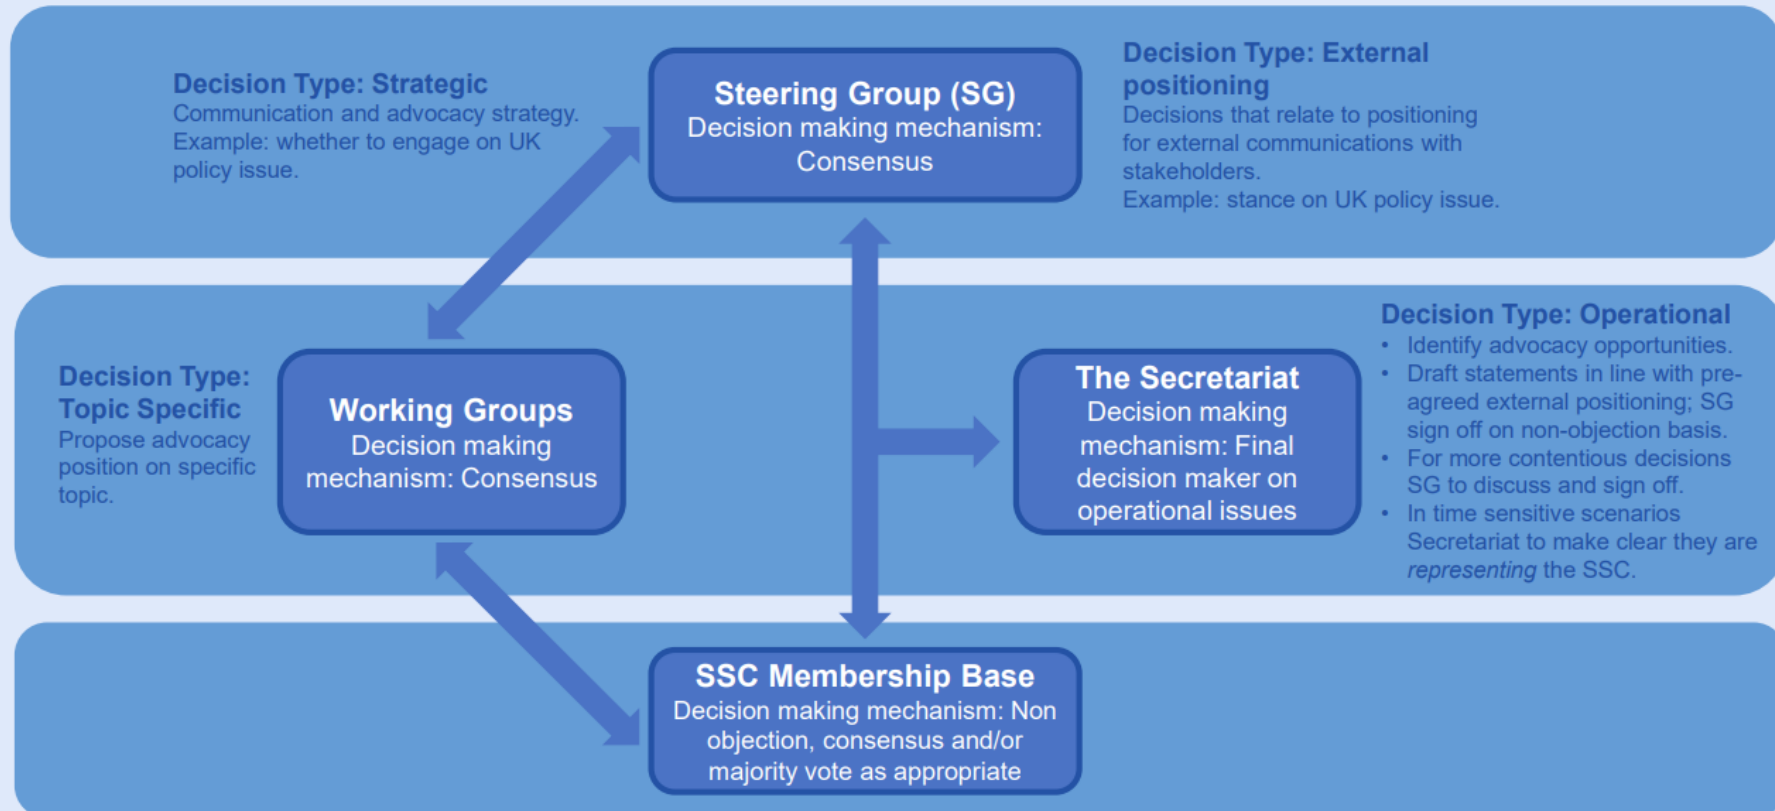 Decision Type: Strategic
Communication and advocacy strategy.
Example: whether to engage on UK
policy issue.
Steering Group (SG)
Decision making mechanism:
Consensus
Decision Type: External
positioning
Decisions that relate to positioning
for external communications with
stakeholders.
Example: stance on UK policy issue.
Decision Type:
Topic Specific
Propose advocacy
position on specific
topic.
Working Groups
Decision making
mechanism: Consensus
The Secretariat
Decision making
mechanism: Final
decision maker on
operational issues
Decision Type: Operational
• Identify advocacy opportunities.
• Draft statements in line with pre-
agreed external positioning; SG
sign off on non-objection basis.
• For more contentious decisions
SG to discuss and sign off.
• In time sensitive scenarios
Secretariat to make clear they are
representing the SSC.
SSC Membership Base
Decision making mechanism: Non
objection, consensus and/or
majority vote as appropriate